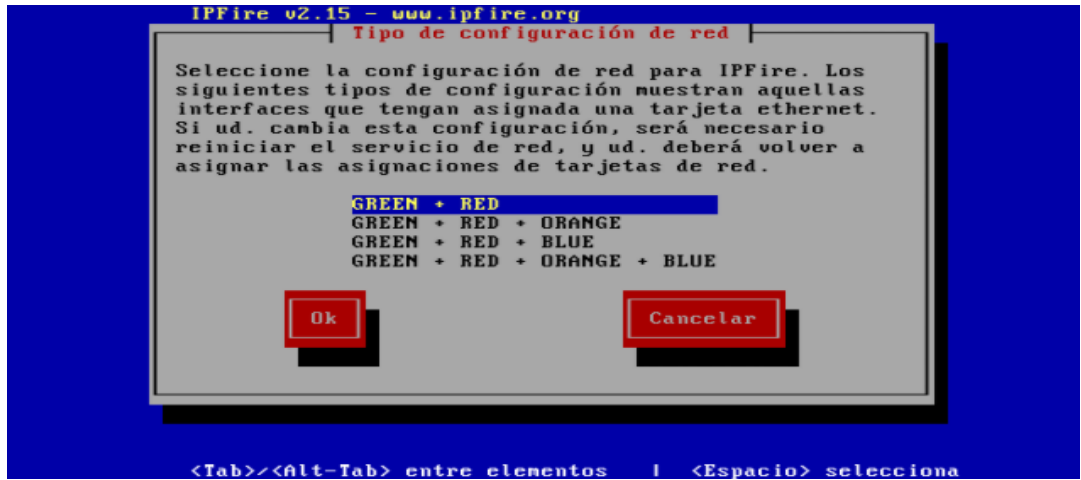 IPFire v2.15 - www.ipfire.org
Tipo de configuración de red
Seleccione la configuración de red para IPFire. Los
siguientes tipos de configuración muestran aquellas
interfaces que tengan asignada una tarjeta ethernet.
Si ud. cambia esta configuración, será necesario
reiniciar el servicio de red, y ud. deberá volver a
asignar las asignaciones de tarjetas de red.
GREEN + RED
GREEN + RED + ORANGE
GREEN + RED + BLUE
GREEN + RED + ORANGE + BLUE
Ok Cancelar
<Tab>/<Alt-Tab> entre elementos | <Espacio> selecciona